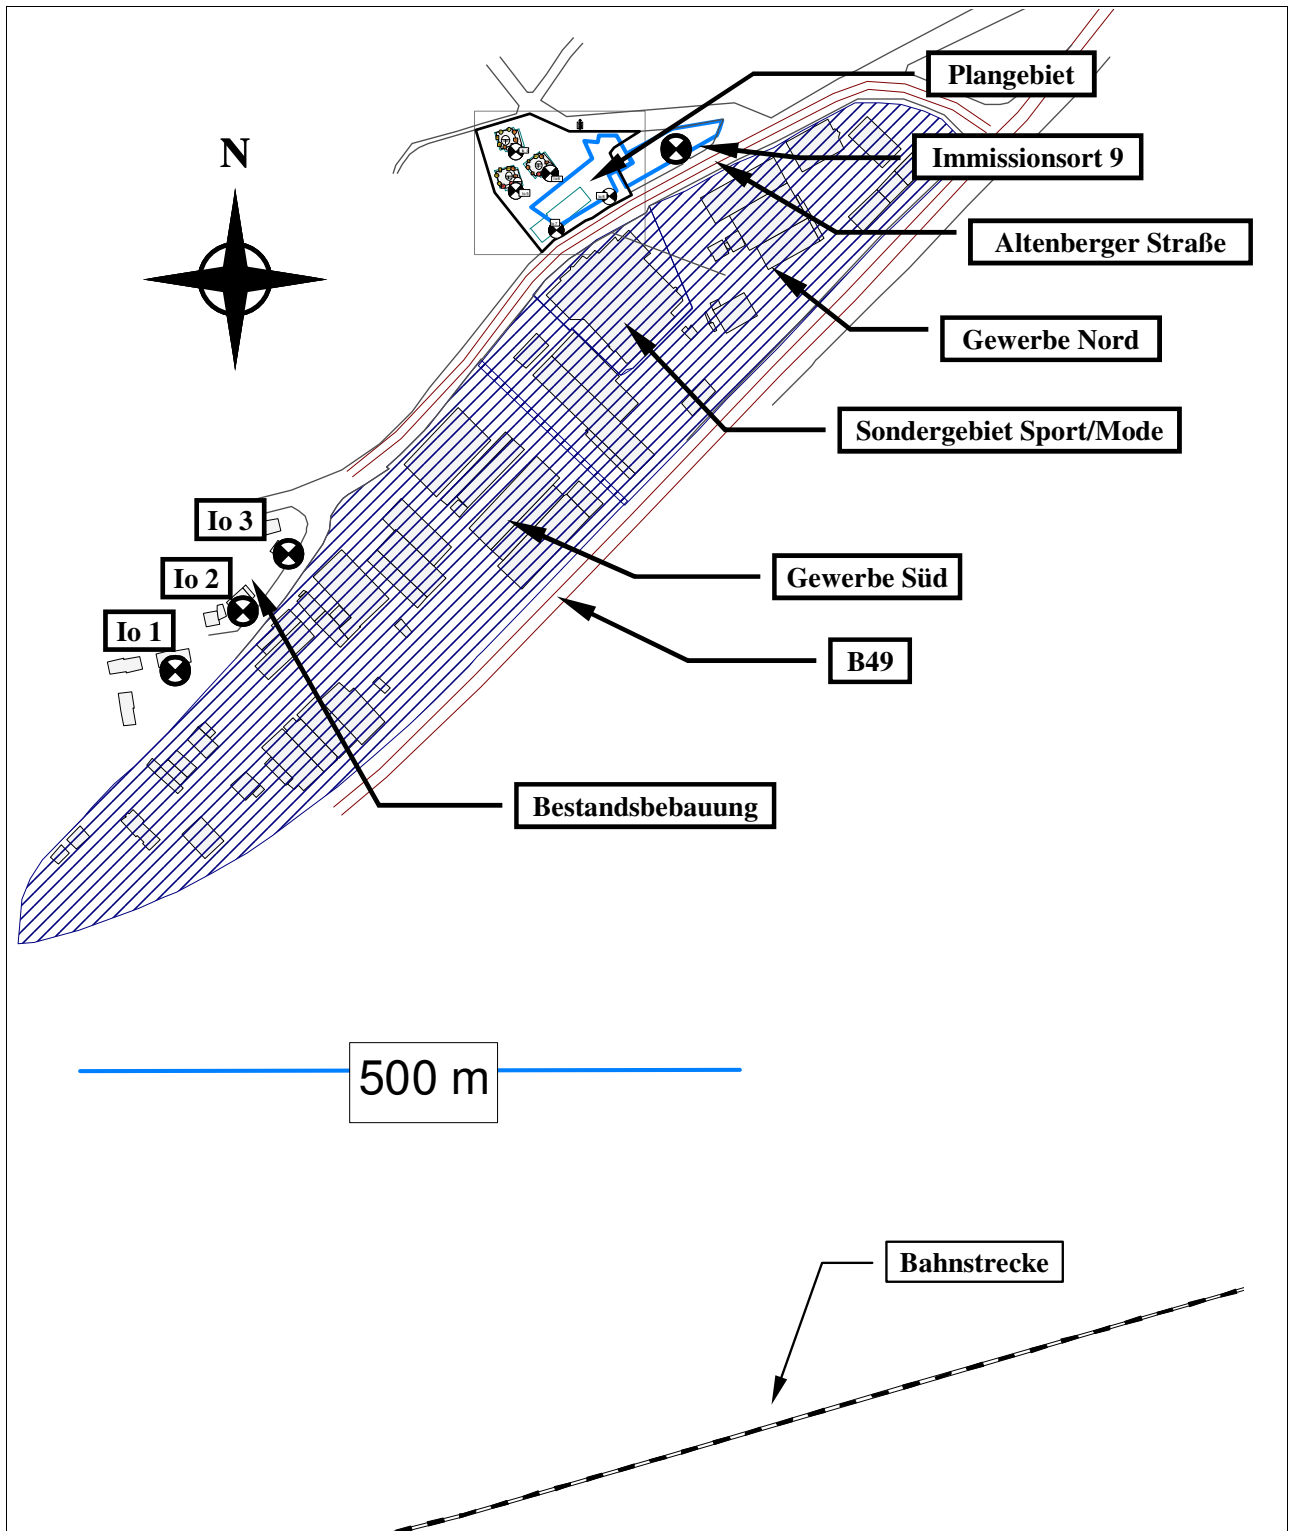 Plangebiet
N
Immissionsort 9
Altenberger Straße
Gewerbe Nord
Sondergebiet Sport/Mode
Io 3
Io 2
Gewerbe Süd
Io 1
B49
Bestandsbebauung
500 m
Bahnstrecke